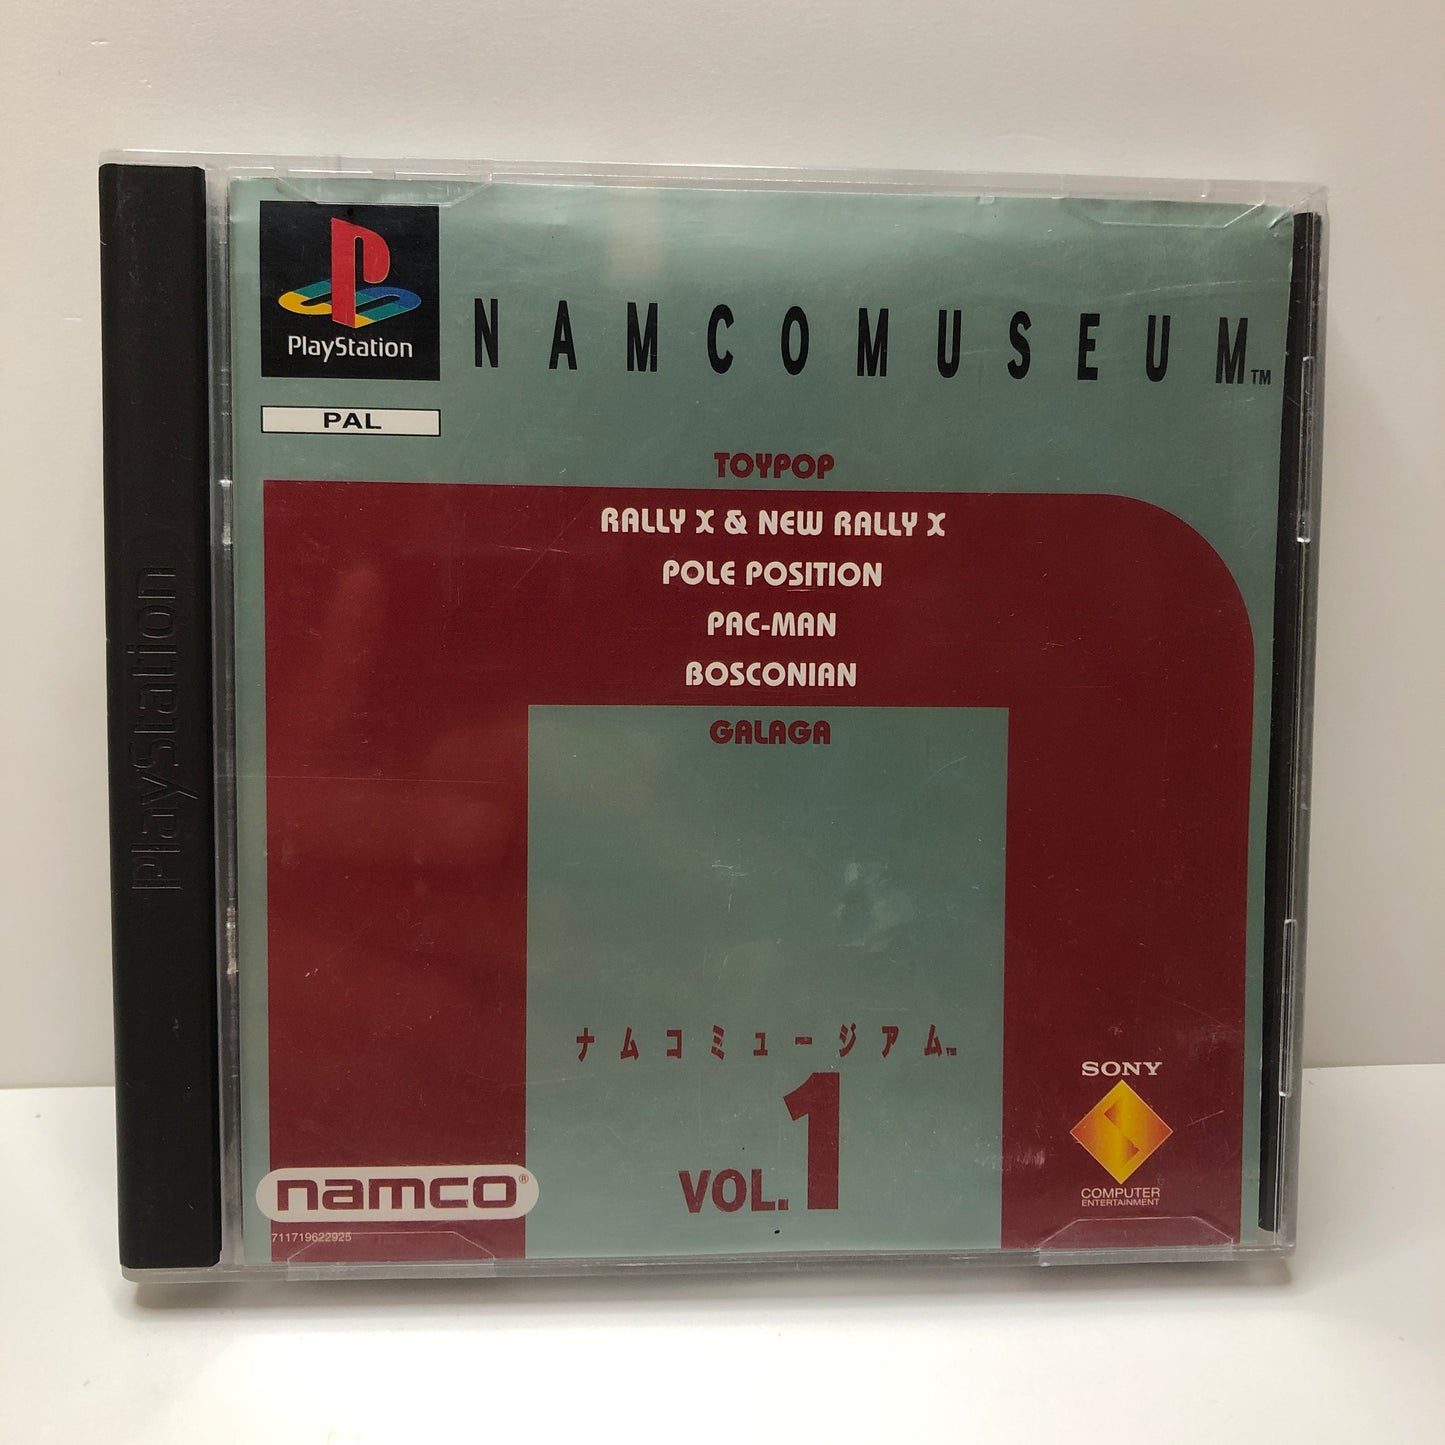 PlayStation
PlayStation
PAL
NAMCOMUSEUM™
TOYPOP
RALLY X & NEW RALLY X
POLE POSITION
PAC-MAN
BOSCONIAN
GALAGA
ナムコミュージアム™
VOL.1
namco®
711719622925
SONY
COMPUTER
ENTERTAINMENT